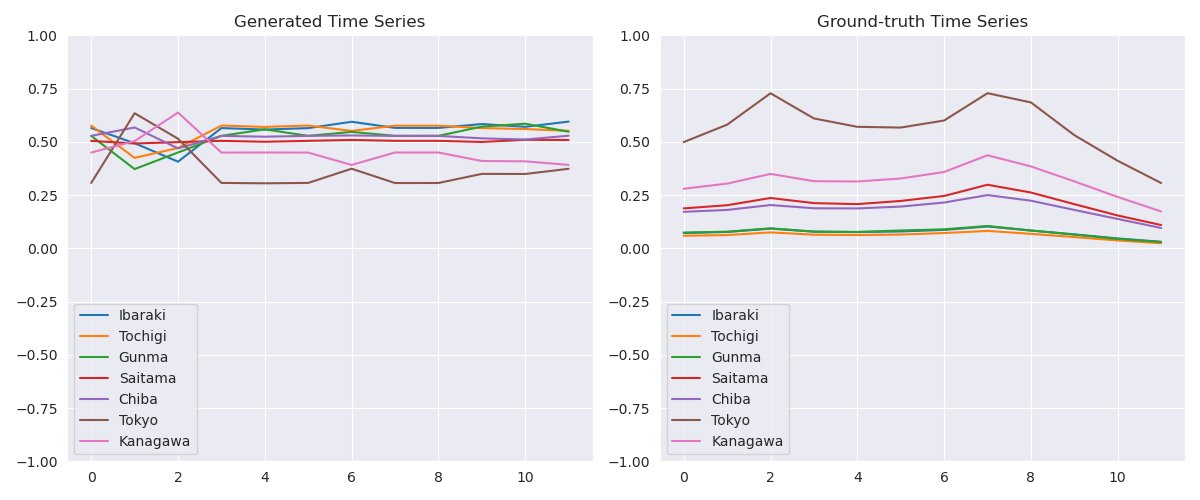 Generated Time Series
1.00
0.75
0.50
0.25
0.00
−0.25
−0.50
−0.75
−1.00
Ibaraki
Tochigi
Gunma
Saitama
Chiba
Tokyo
Kanagawa
0 2 4 6 8 10
Ground-truth Time Series
1.00
0.75
0.50
0.25
0.00
−0.25
−0.50
−0.75
−1.00
Ibaraki
Tochigi
Gunma
Saitama
Chiba
Tokyo
Kanagawa
0 2 4 6 8 10